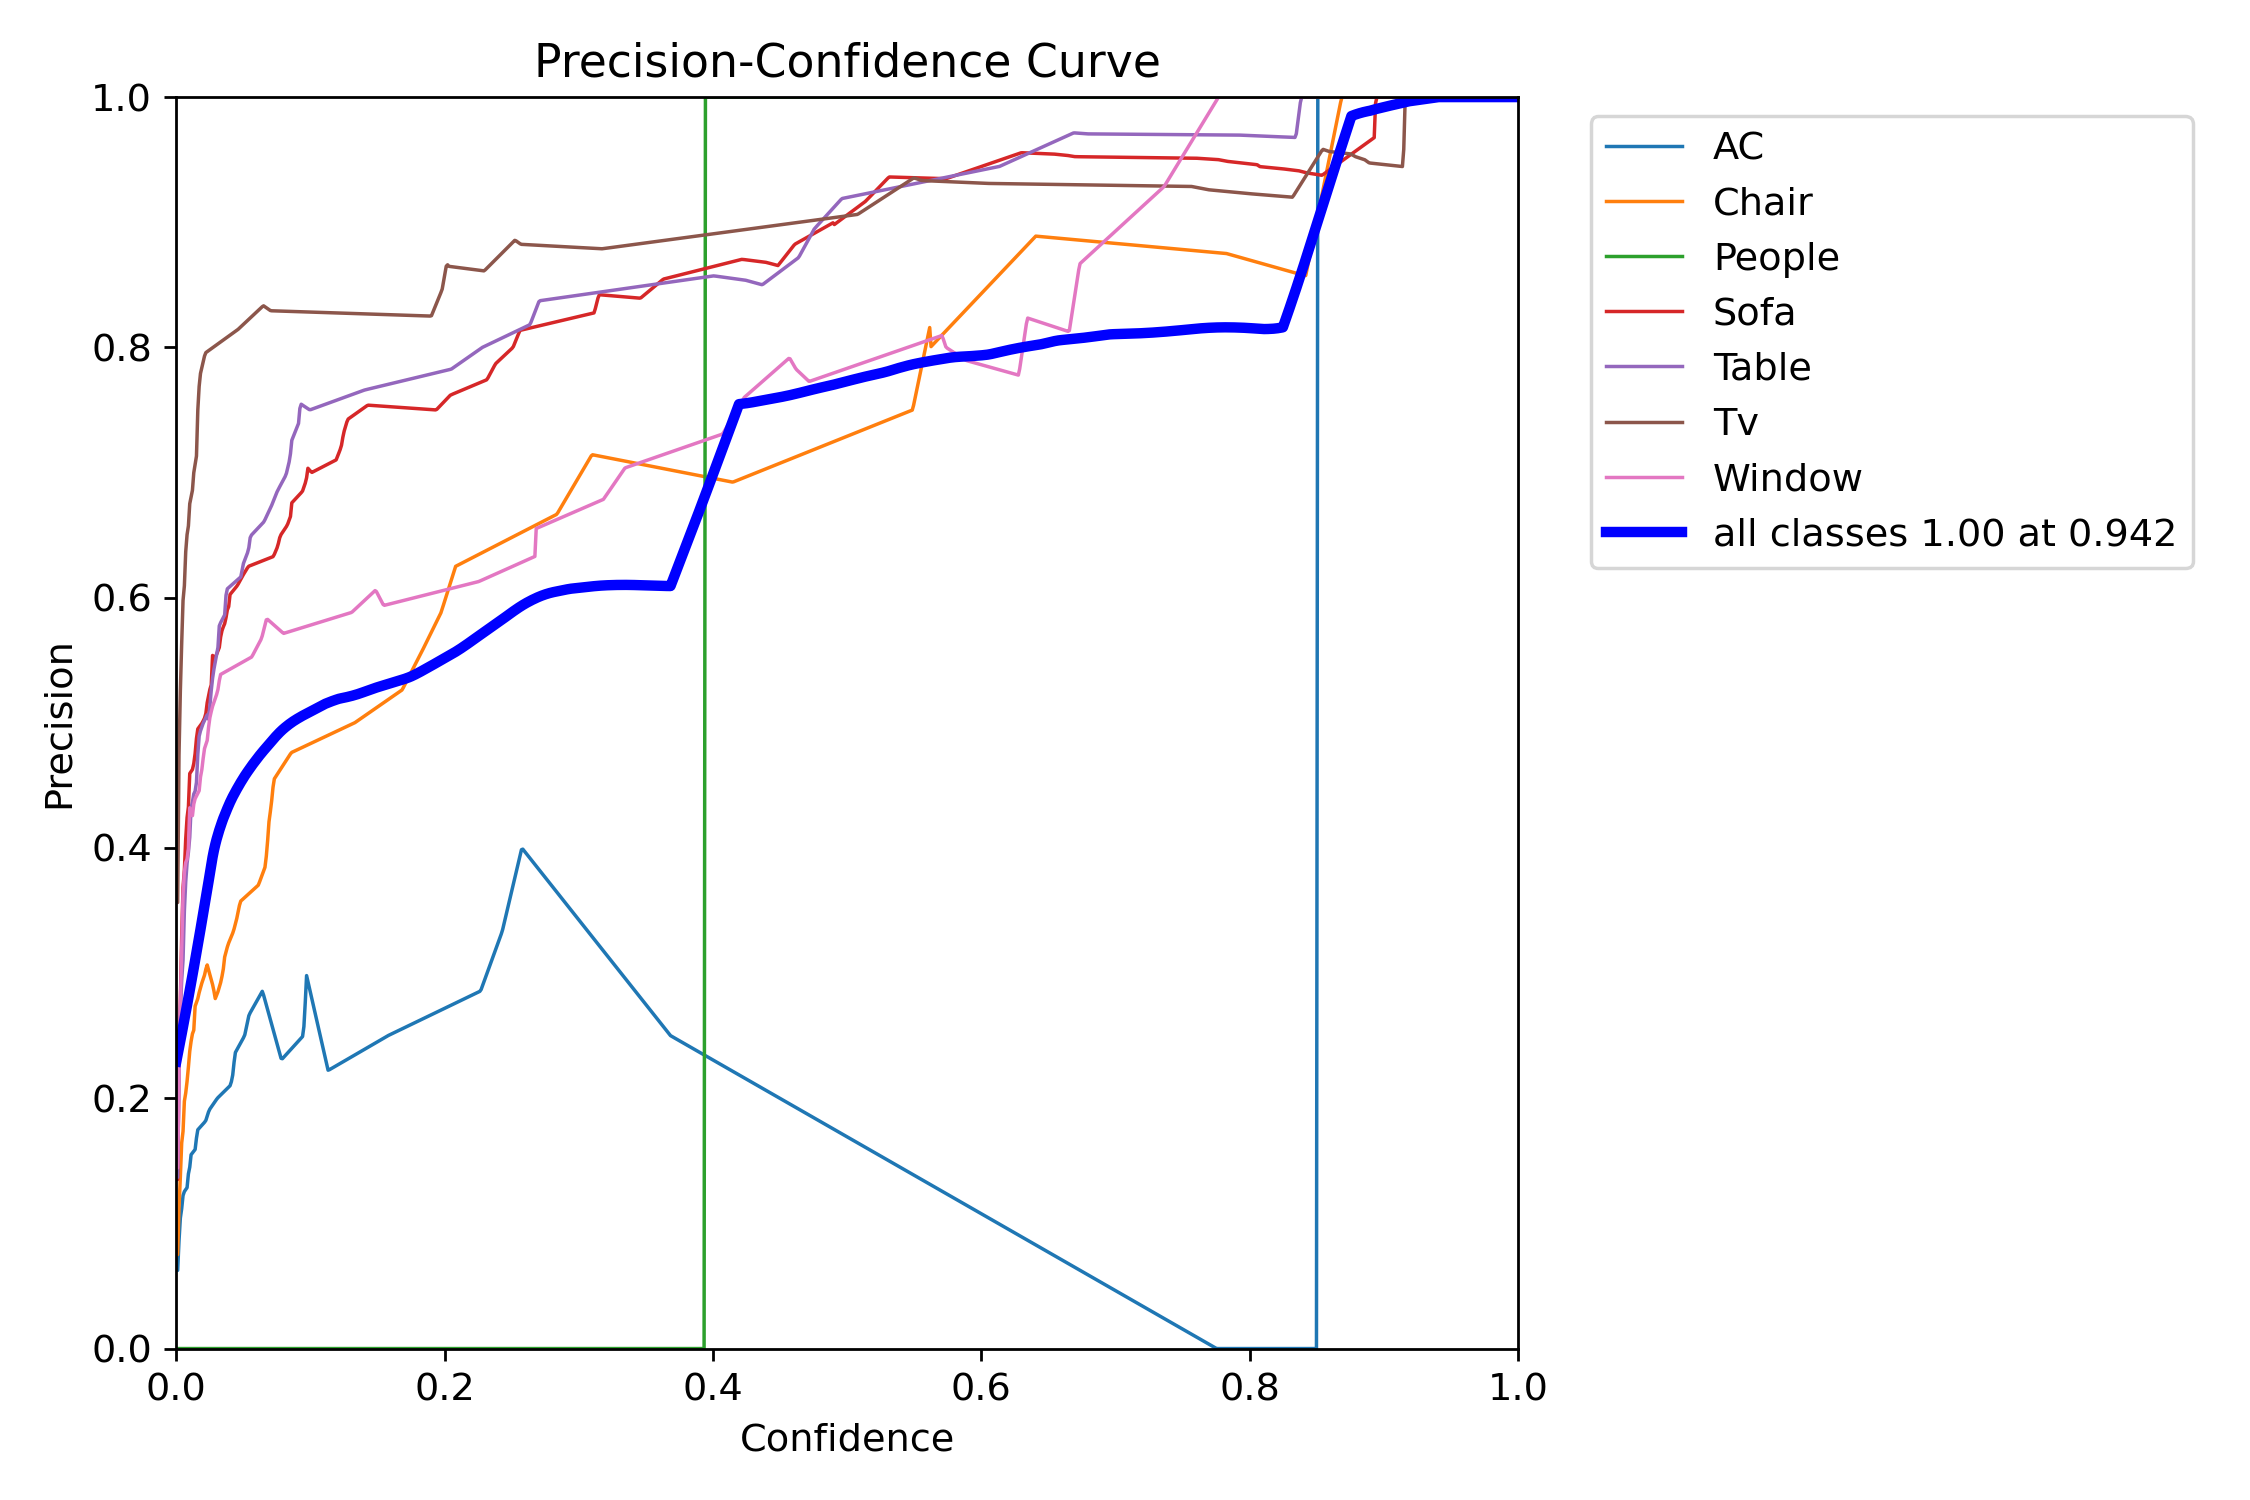 Precision-Confidence Curve
1.0
0.8
0.6
0.4
0.2
0.0
Precision
0.0 0.2 0.4 0.6 0.8 1.0
Confidence
AC
Chair
People
Sofa
Table
Tv
Window
all classes 1.00 at 0.942